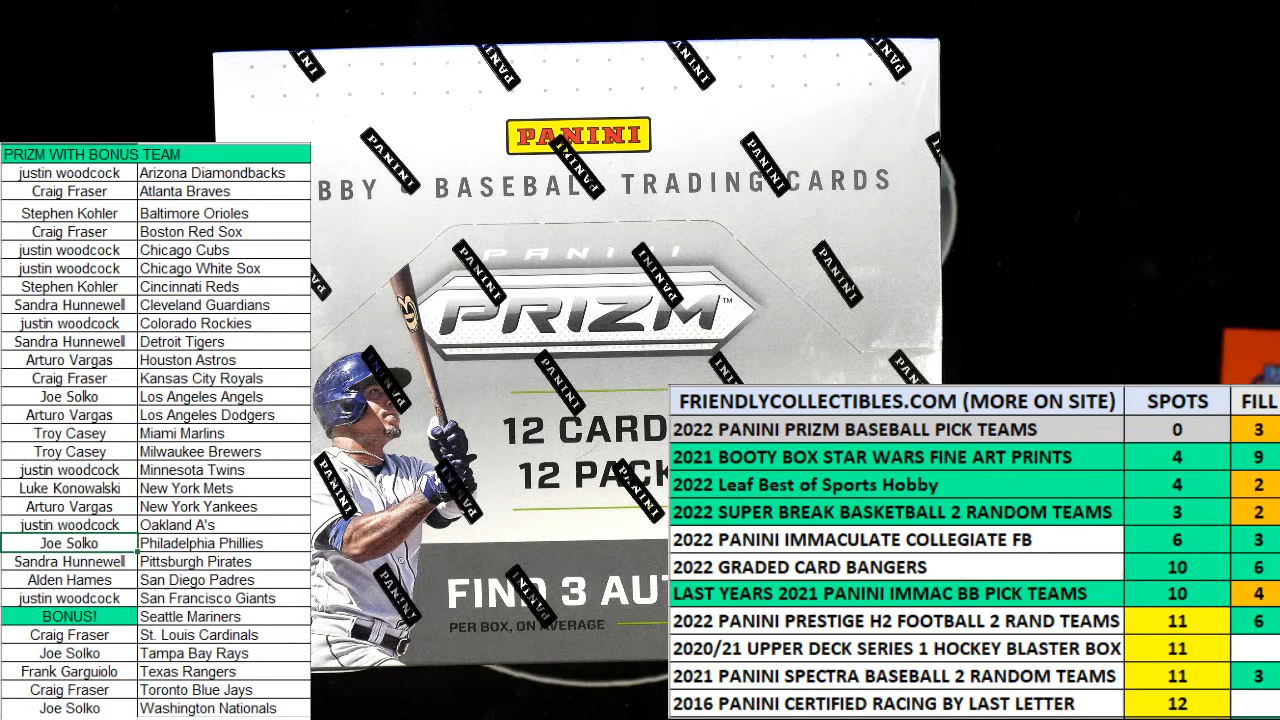 PANINI
BBY & BASEBALL TRADING CARDS
PANINI
PRIZM™
12 CARD
12 PACK
FIND 3 AUT
PER BOX, ON AVERAGE
PRIZM WITH BONUS TEAM
justin woodcock Arizona Diamondbacks
Craig Fraser Atlanta Braves
Stephen Kohler Baltimore Orioles
Craig Fraser Boston Red Sox
justin woodcock Chicago Cubs
justin woodcock Chicago White Sox
Stephen Kohler Cincinnati Reds
Sandra Hunnewell Cleveland Guardians
justin woodcock Colorado Rockies
Sandra Hunnewell Detroit Tigers
Arturo Vargas Houston Astros
Craig Fraser Kansas City Royals
Joe Solko Los Angeles Angels
Arturo Vargas Los Angeles Dodgers
Troy Casey Miami Marlins
Troy Casey Milwaukee Brewers
justin woodcock Minnesota Twins
Luke Konowalski New York Mets
Arturo Vargas New York Yankees
justin woodcock Oakland A's
Joe Solko Philadelphia Phillies
Sandra Hunnewell Pittsburgh Pirates
Alden Hames San Diego Padres
justin woodcock San Francisco Giants
BONUS! Seattle Mariners
Craig Fraser St. Louis Cardinals
Joe Solko Tampa Bay Rays
Frank Garguiolo Texas Rangers
Craig Fraser Toronto Blue Jays
Joe Solko Washington Nationals
FRIENDLYCOLLECTIBLES.COM (MORE ON SITE) SPOTS FILL
2022 PANINI PRIZM BASEBALL PICK TEAMS 0 3
2021 BOOTY BOX STAR WARS FINE ART PRINTS 4 9
2022 Leaf Best of Sports Hobby 4 2
2022 SUPER BREAK BASKETBALL 2 RANDOM TEAMS 3 2
2022 PANINI IMMACULATE COLLEGIATE FB 6 3
2022 GRADED CARD BANGERS 10 6
LAST YEARS 2021 PANINI IMMAC BB PICK TEAMS 10 4
2022 PANINI PRESTIGE H2 FOOTBALL 2 RAND TEAMS 11 6
2020/21 UPPER DECK SERIES 1 HOCKEY BLASTER BOX 11
2021 PANINI SPECTRA BASEBALL 2 RANDOM TEAMS 11 3
2016 PANINI CERTIFIED RACING BY LAST LETTER 12